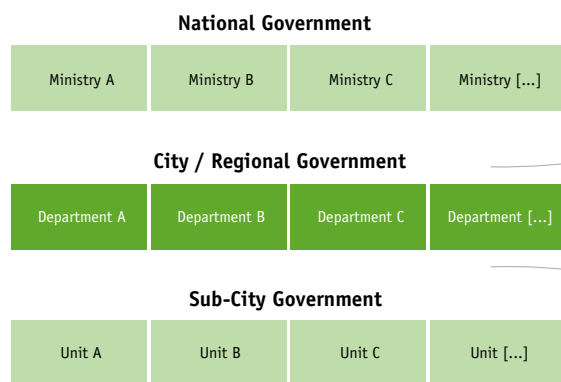 National Government
Ministry A Ministry B Ministry C Ministry [...]
City / Regional Government
Department A Department B Department C Department [...]
Sub-City Government
Unit A Unit B Unit C Unit [...]